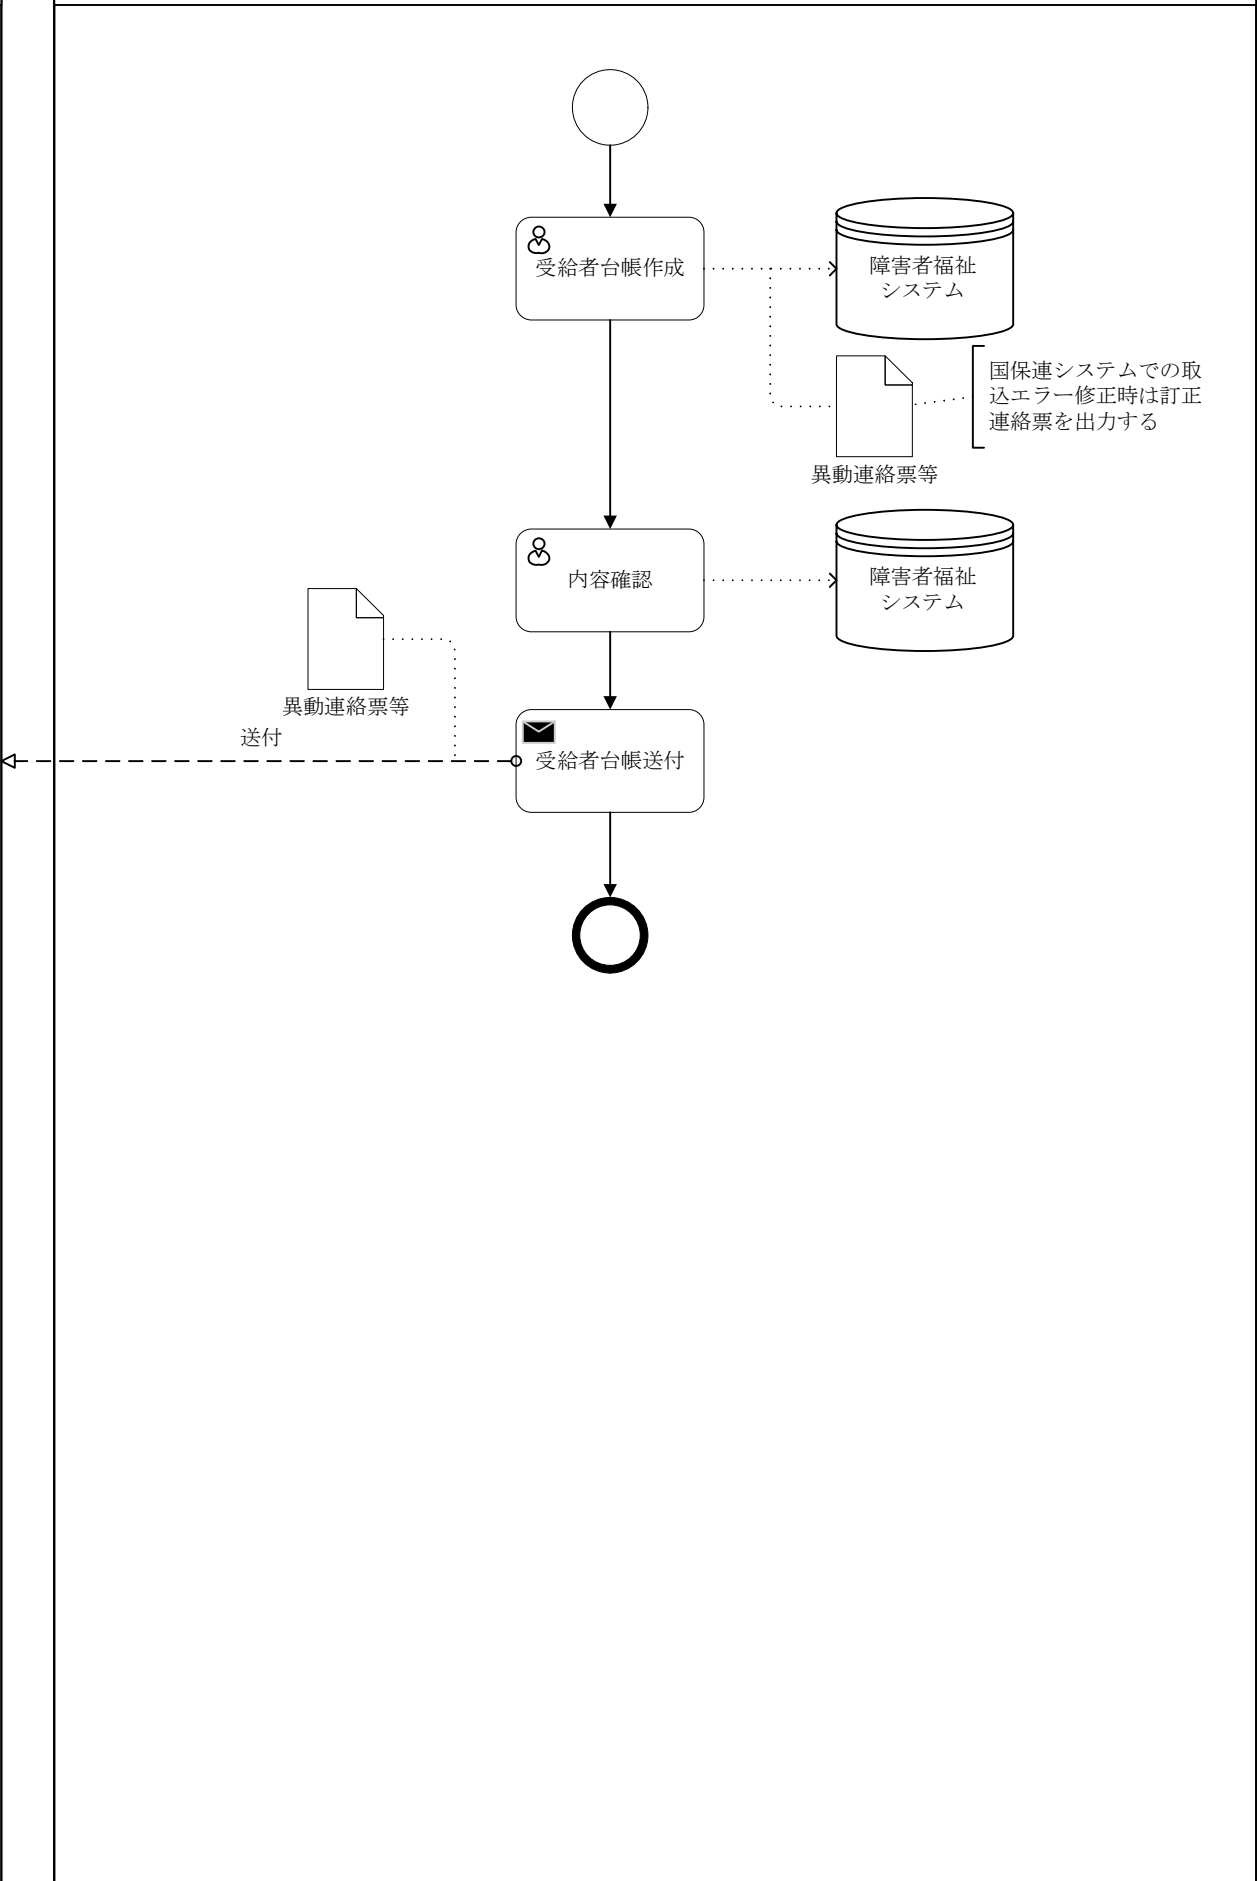 受給者台帳作成
障害者福祉
システム
国保連システムでの取
込エラー修正時は訂正
連絡票を出力する
異動連絡票等
内容確認
障害者福祉
システム
異動連絡票等
送付
受給者台帳送付